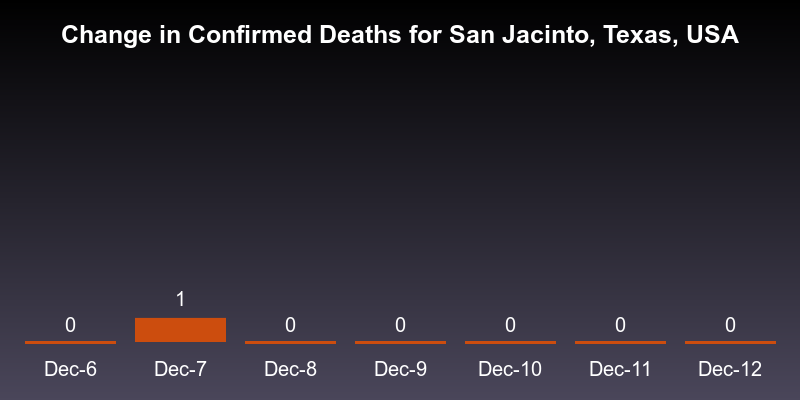 Change in Confirmed Deaths for San Jacinto, Texas, USA
0 1 0 0 0 0 0
Dec-6 Dec-7 Dec-8 Dec-9 Dec-10 Dec-11 Dec-12